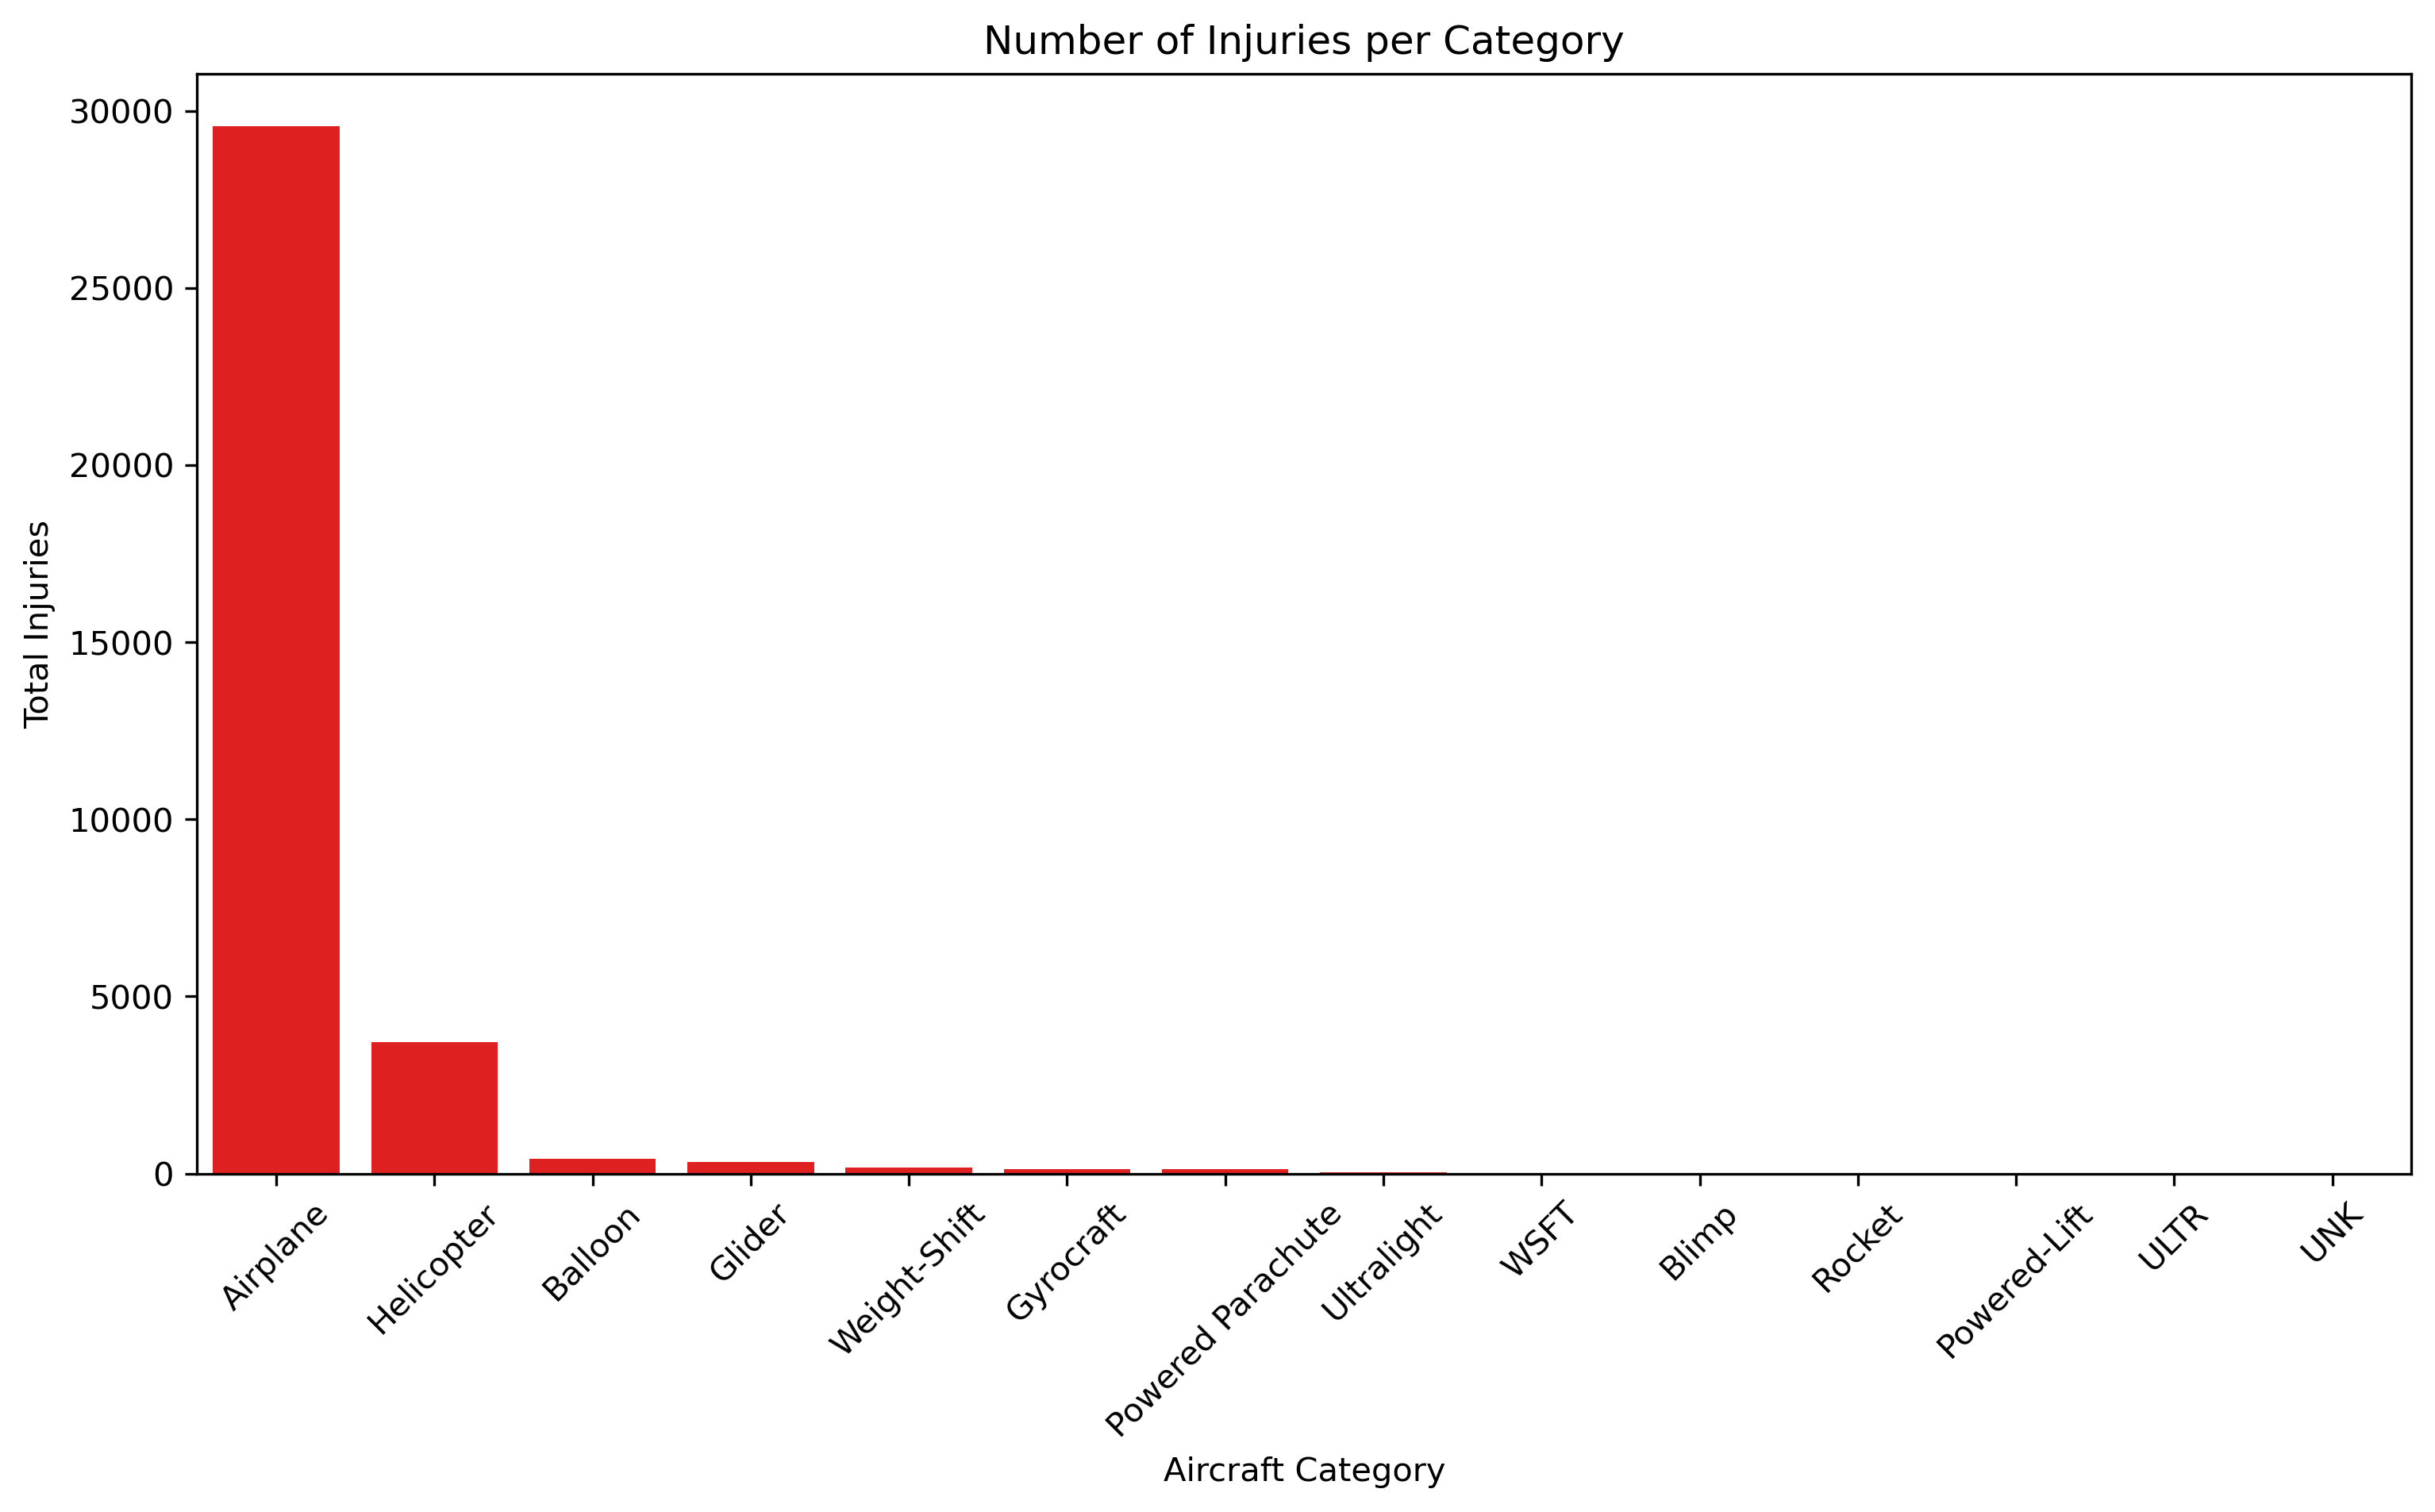 Number of Injuries per Category
Total Injuries
30000
25000
20000
15000
10000
5000
0
Airplane
Helicopter
Balloon
Glider
Weight-Shift
Gyrocraft
Powered Parachute
Ultralight
WSFT
Blimp
Rocket
Powered-Lift
ULTR
UNK
Aircraft Category